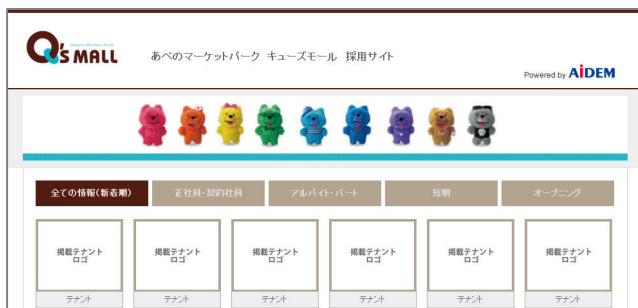 Q's MALL
あべのマーケットパーク キューズモール 採用サイト
Powered by AiDEM
全ての情報(新着順) 正社員・契約社員 アルバイト・パート 短期 オープニング
掲載テナント 掲載テナント 掲載テナント 掲載テナント 掲載テナント 掲載テナント
ロゴ ロゴ ロゴ ロゴ ロゴ ロゴ
テナント テナント テナント テナント テナント テナント